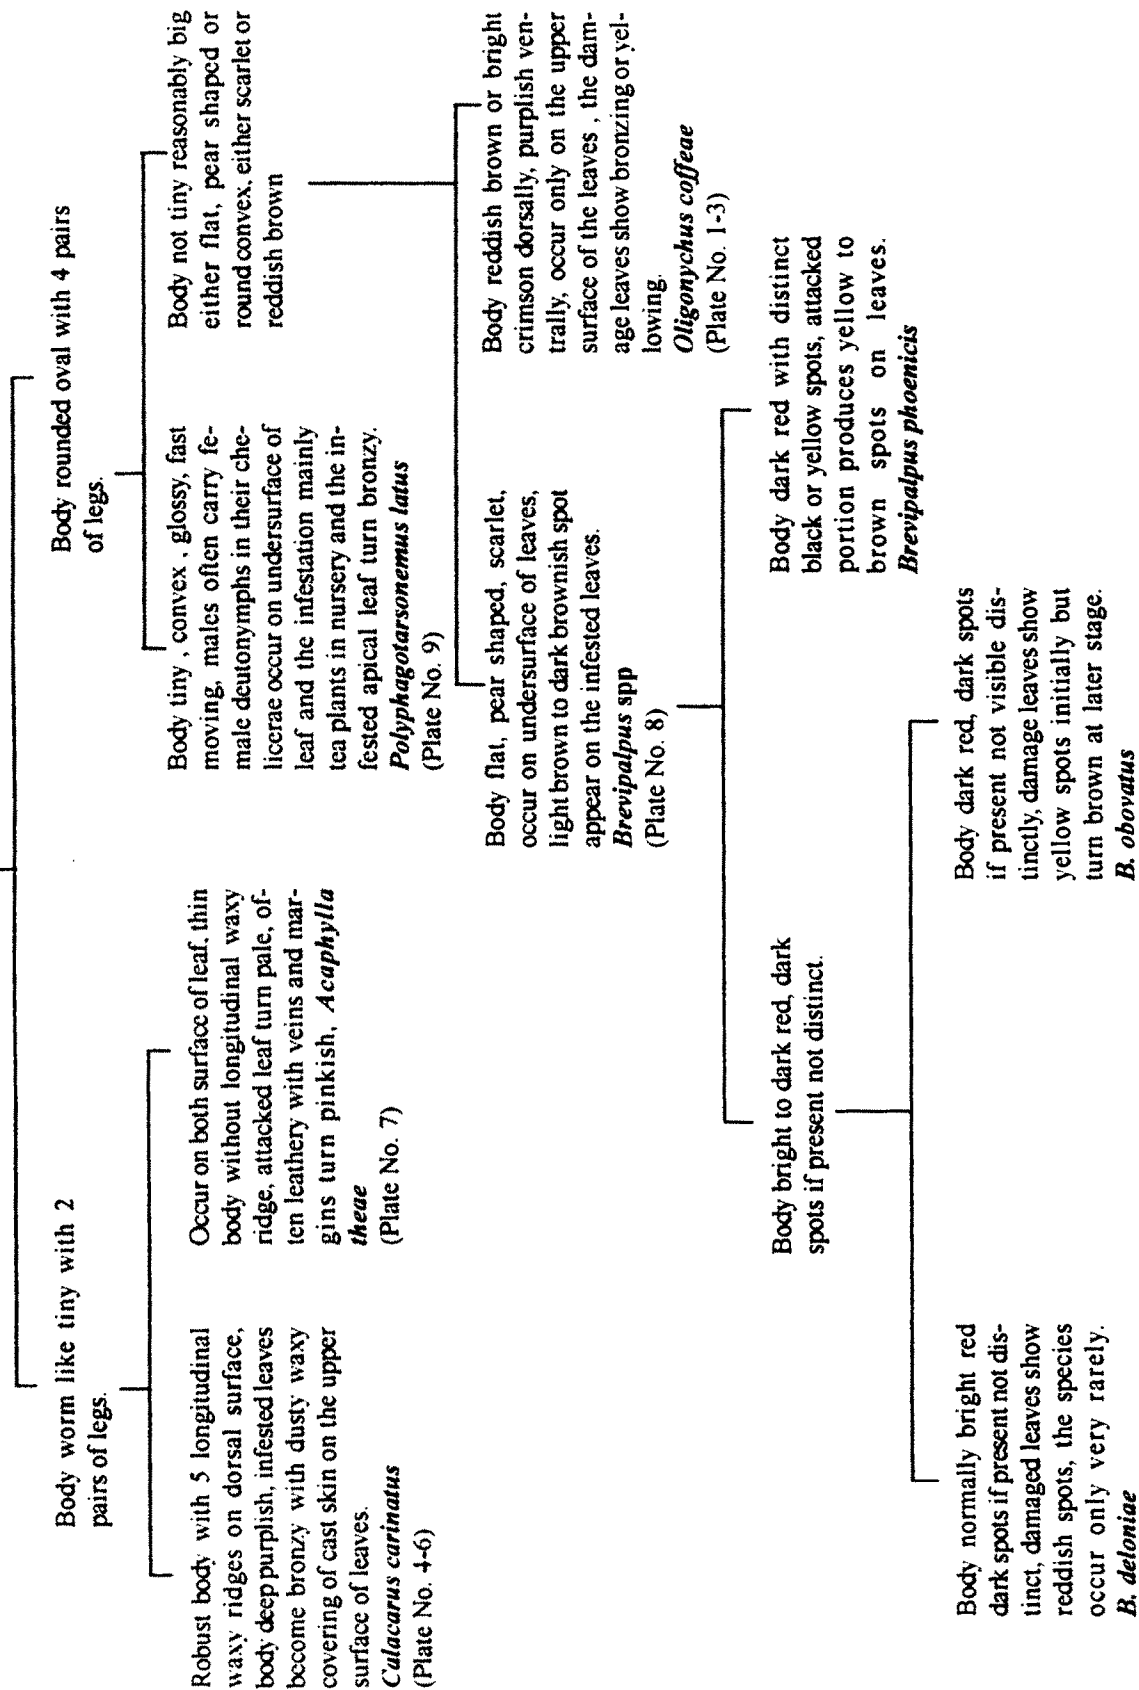 Body worm like tiny with 2
pairs of legs.
Body rounded oval with 4 pairs
of legs.
Robust body with 5 longitudinal
waxy ridges on dorsal surface,
body deep purplish, infested leaves
become bronzy with dusty waxy
covering of cast skin on the upper
surface of leaves.
Calacarus carinatus
(Plate No. 4-6)
Occur on both surface of leaf, thin
body without longitudinal waxy
ridge, attacked leaf turn pale, of-
ten leathery with veins and mar-
gins turn pinkish, Acaphylla
theae
(Plate No. 7)
Body tiny , convex , glossy, fast
moving, males often carry fe-
male deutonymphs in their che-
licerae occur on undersurface of
leaf and the infestation mainly
tea plants in nursery and the in-
fested apical leaf turn bronzy.
Polyphagotarsonemus latus
(Plate No. 9)
Body not tiny reasonably big
either flat, pear shaped or
round convex, either scarlet or
reddish brown
Body flat, pear shaped, scarlet,
occur on undersurface of leaves,
light brown to dark brownish spot
appear on the infested leaves.
Brevipalpus spp
(Plate No. 8)
Body reddish brown or bright
crimson dorsally, purplish ven-
trally, occur only on the upper
surface of the leaves , the dam-
age leaves show bronzing or yel-
lowing.
Oligonychus coffeae
(Plate No. 1-3)
Body bright to dark red, dark
spots if present not distinct.
Body dark red with distinct
black or yellow spots, attacked
portion produces yellow to
brown spots on leaves.
Brevipalpus phoenicis
Body normally bright red
dark spots if present not dis-
tinct, damaged leaves show
reddish spots, the species
occur only very rarely.
B. deloniae
Body dark red, dark spots
if present not visible dis-
tinctly, damage leaves show
yellow spots initially but
turn brown at later stage.
B. obovatus